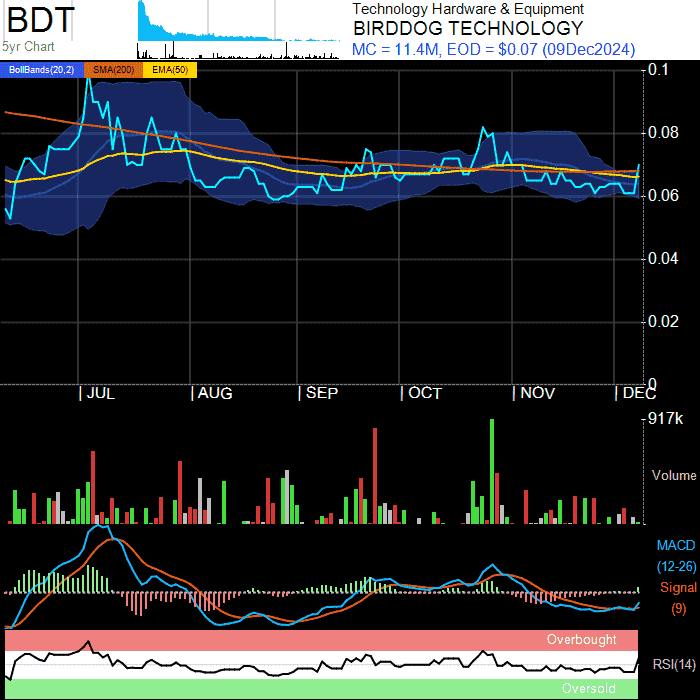 BDT
5yr Chart
Technology Hardware & Equipment
BIRDDOG TECHNOLOGY
MC = 11.4M, EOD = $0.07 (09Dec2024)
BollBands(20,2) SMA(200) EMA(50)
0.1
0.08
0.06
0.04
0.02
0
JUL AUG SEP OCT NOV DEC
917k
Volume
MACD
(12-26)
Signal
(9)
Overbought
RSI(14)
Oversold